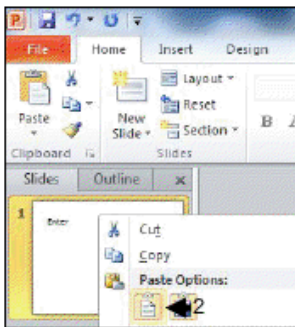 File Home Insert Design
Layout
Reset
Section
Paste
New
Slide
B
Clipboard Slides
Slides Outline x
1
Enter
Cut
Copy
Paste Options:
2